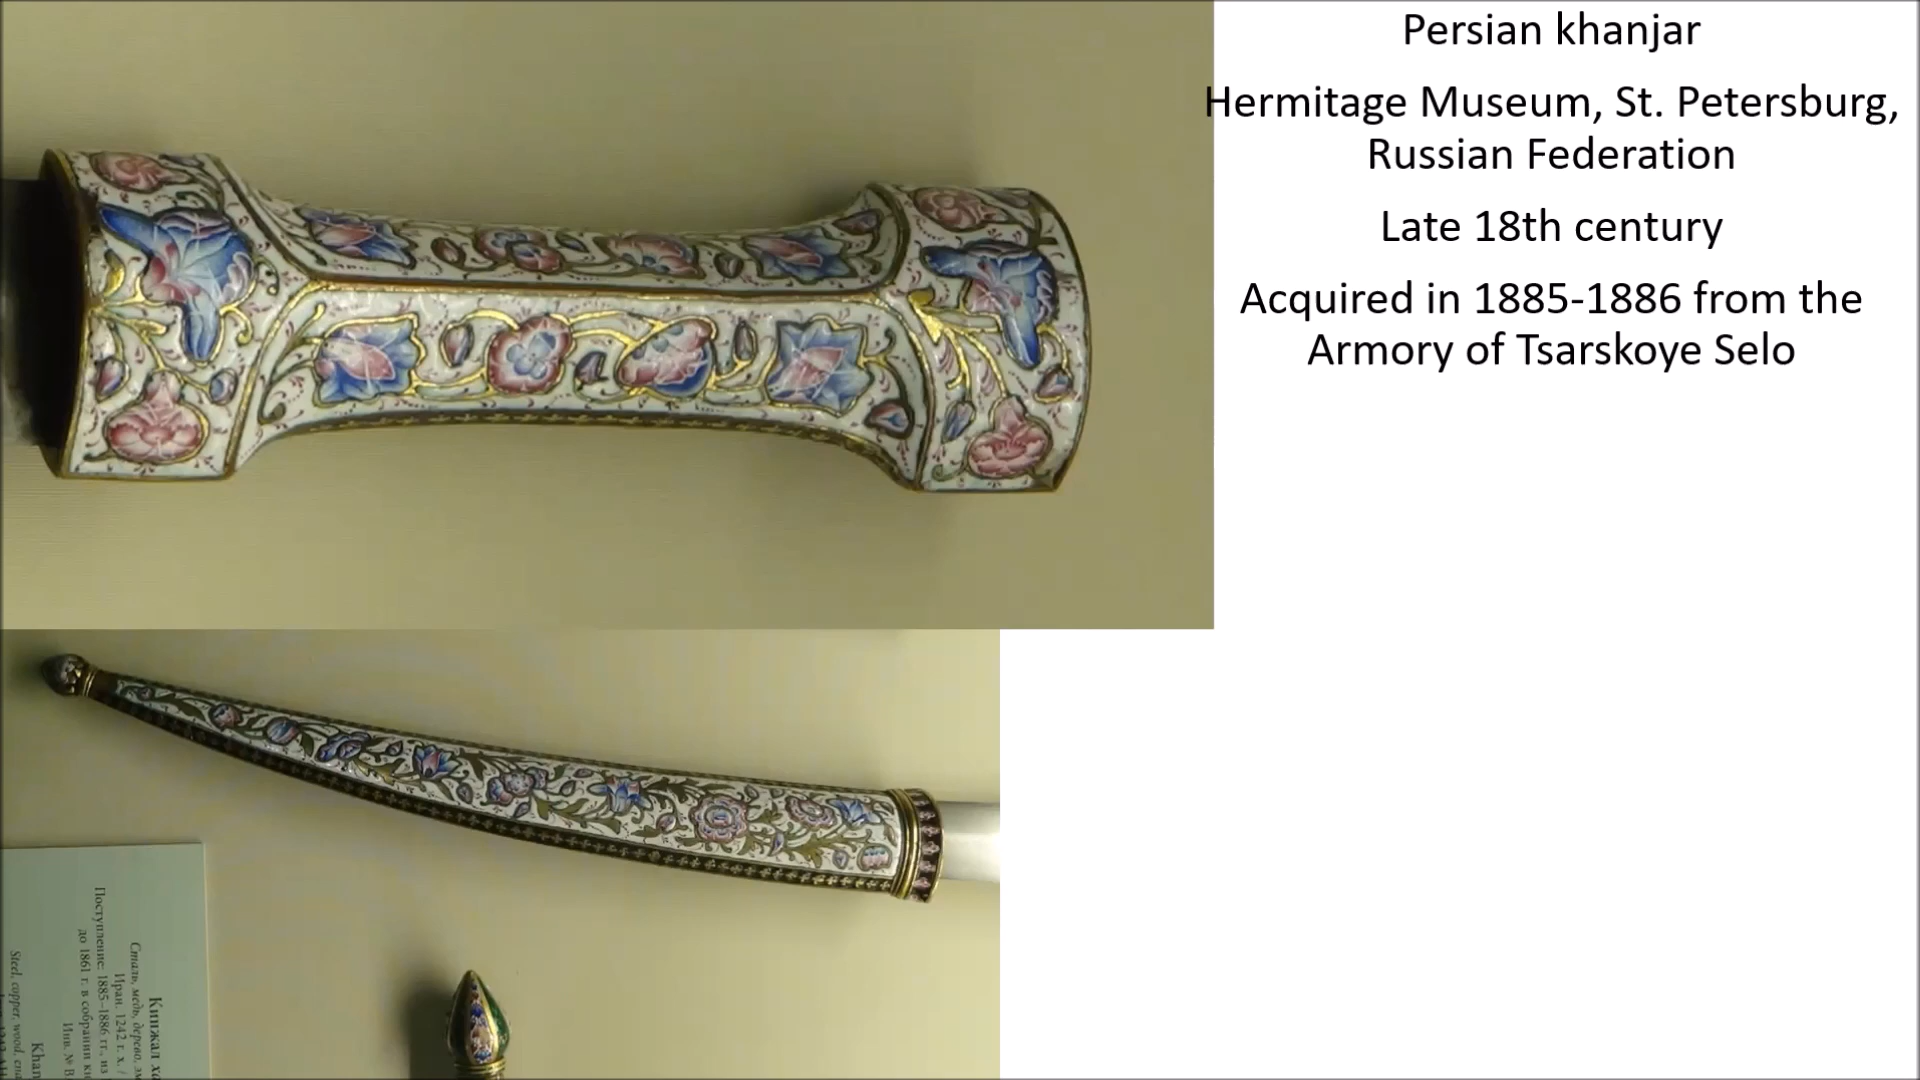 Persian khanjar
Hermitage Museum, St. Petersburg,
Russian Federation
Late 18th century
Acquired in 1885-1886 from the
Armory of Tsarskoye Selo
Кинжал
Сталь, медь, дерево,
Иран. 1242 г. х. /
Поступление: 1885–1886 гг., из
до 1861 г. в собрании
Инв. №
Steel, copper, wood,